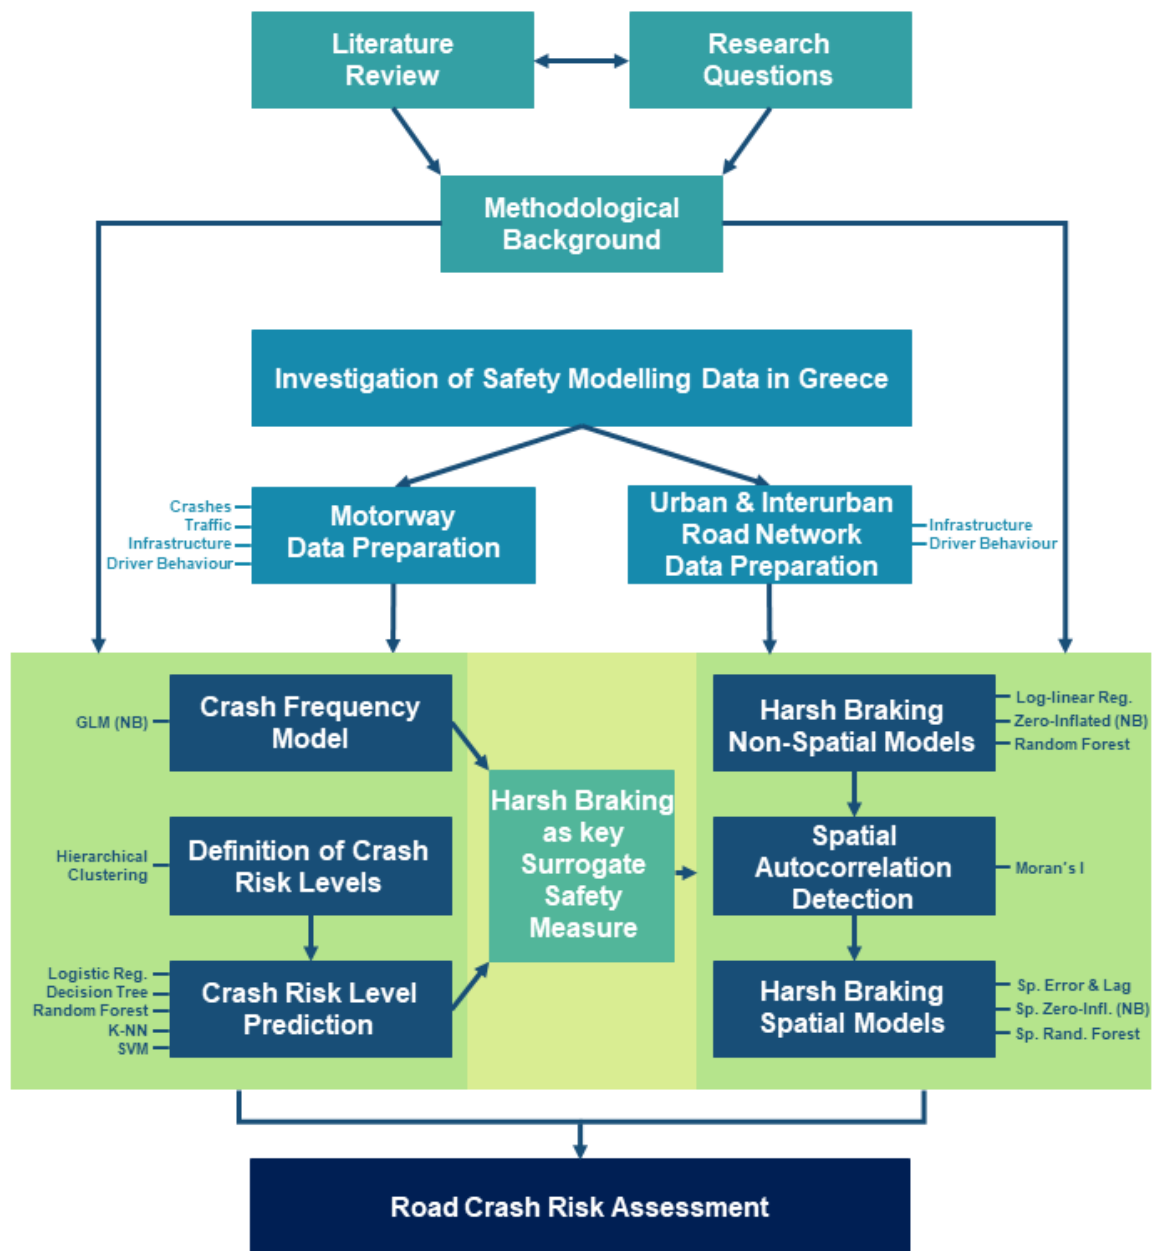 Literature
Review
Research
Questions
Methodological
Background
Investigation of Safety Modelling Data in Greece
Crashes
Traffic
Infrastructure
Driver Behaviour
Motorway
Data Preparation
Urban & Interurban
Road Network
Data Preparation
Infrastructure
Driver Behaviour
GLM (NB)
Crash Frequency
Model
Hierarchical
Clustering
Definition of Crash
Risk Levels
Logistic Reg.
Decision Tree
Random Forest
K-NN
SVM
Crash Risk Level
Prediction
Harsh Braking
as key
Surrogate
Safety
Measure
Harsh Braking
Non-Spatial Models
Log-linear Reg.
Zero-Inflated (NB)
Random Forest
Spatial
Autocorrelation
Detection
Moran's I
Harsh Braking
Spatial Models
Sp. Error & Lag
Sp. Zero-Infl. (NB)
Sp. Rand. Forest
Road Crash Risk Assessment